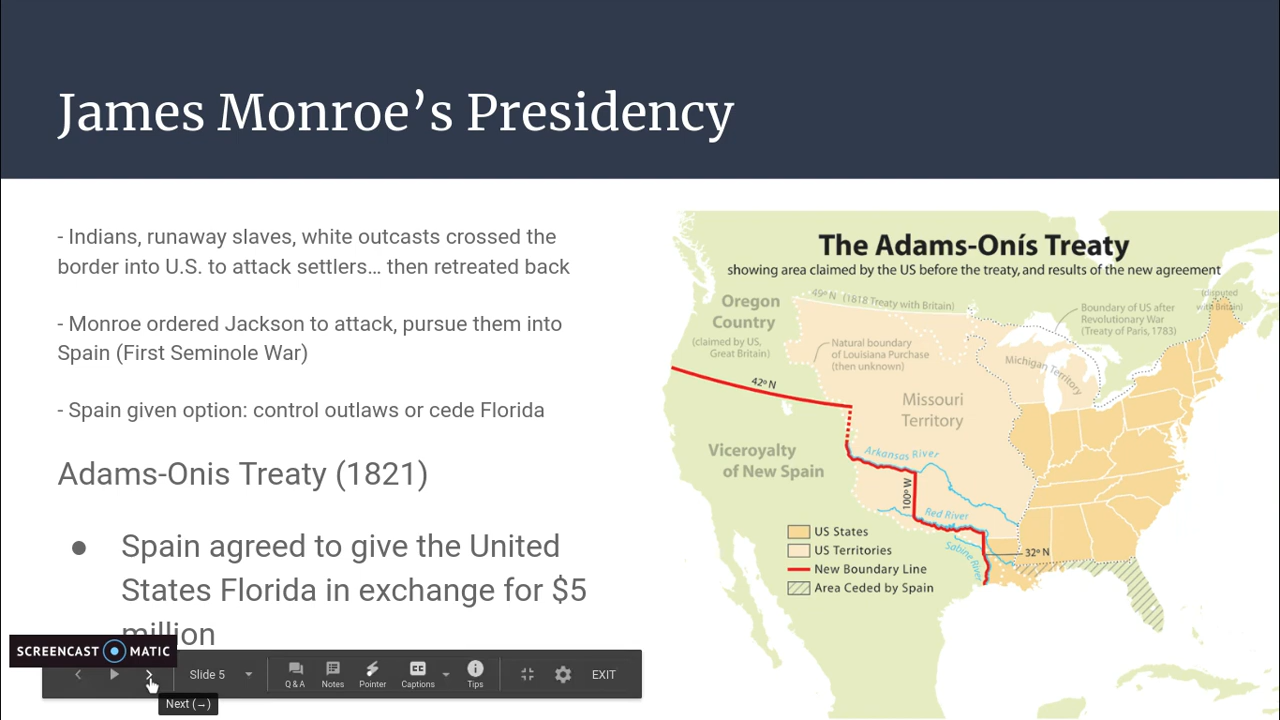 James Monroe's Presidency
- Indians, runaway slaves, white outcasts crossed the
border into U.S. to attack settlers... then retreated back
- Monroe ordered Jackson to attack, pursue them into
Spain (First Seminole War)
- Spain given option: control outlaws or cede Florida
Adams-Onis Treaty (1821)
● Spain agreed to give the United
States Florida in exchange for $5
million
The Adams-Onís Treaty
showing area claimed by the US before the treaty, and results of the new agreement
Oregon
Country
(claimed by US,
Great Britain)
49º N (1818 Treaty with Britain)
Boundary of US after
Revolutionary War
(Treaty of Paris, 1783)
(disputed
with Britain)
Natural boundary
of Louisiana Purchase
(then unknown)
Michigan Territory
42º N
Missouri
Territory
Viceroyalty
of New Spain
Arkansas River
100º W
Red River
Sabine River
32º N
US States
US Territories
New Boundary Line
Area Ceded by Spain
SCREENCAST MATIC
Slide 5
Q & A
Notes
Pointer
Captions
Tips
EXIT
Next (→)